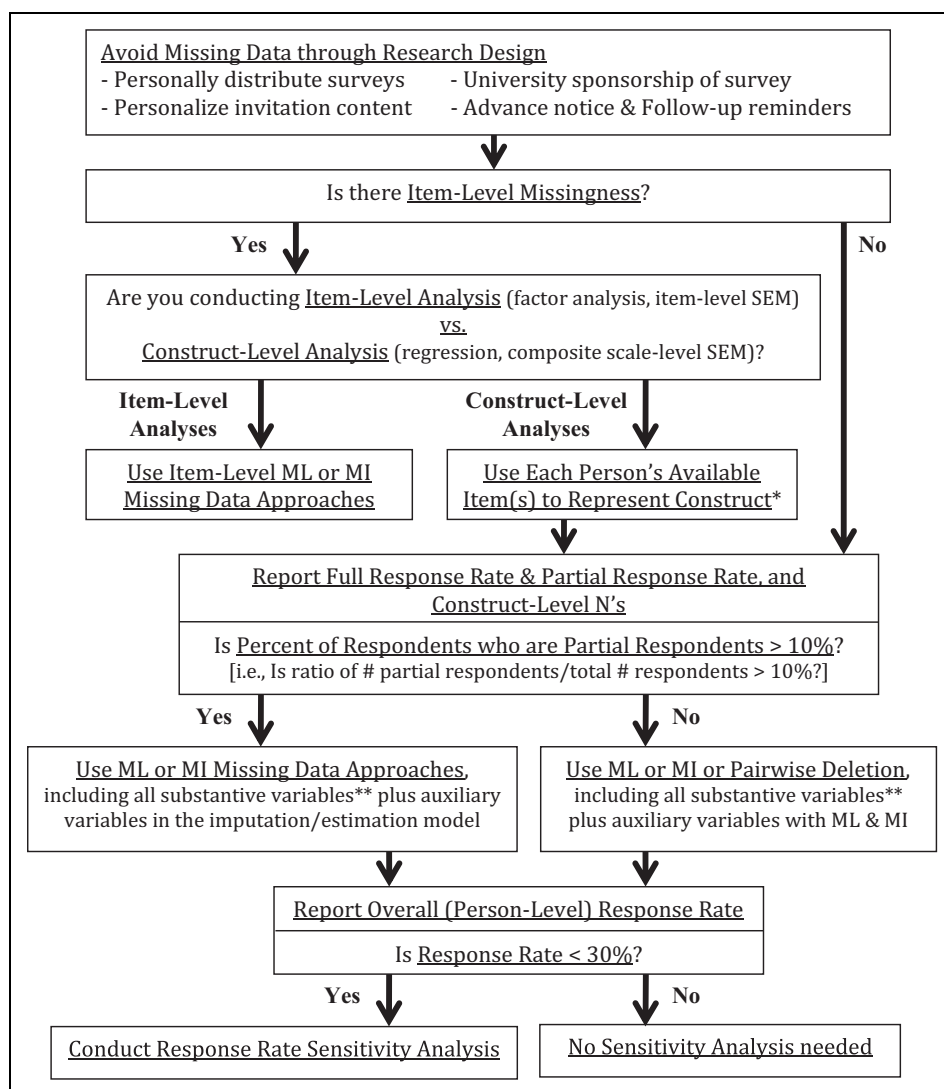 Avoid Missing Data through Research Design
- Personally distribute surveys - University sponsorship of survey
- Personalize invitation content - Advance notice & Follow-up reminders
Is there Item-Level Missingness?
Yes No
Are you conducting Item-Level Analysis (factor analysis, item-level SEM)
vs.
Construct-Level Analysis (regression, composite scale-level SEM)?
Item-Level
Analyses
Construct-Level
Analyses
Use Item-Level ML or MI
Missing Data Approaches
Use Each Person's Available
Item(s) to Represent Construct*
Report Full Response Rate & Partial Response Rate, and
Construct-Level N's
Is Percent of Respondents who are Partial Respondents > 10%?
[i.e., Is ratio of # partial respondents/total # respondents > 10%?]
Yes No
Use ML or MI Missing Data Approaches,
including all substantive variables** plus auxiliary
variables in the imputation/estimation model
Use ML or MI or Pairwise Deletion,
including all substantive variables**
plus auxiliary variables with ML & MI
Report Overall (Person-Level) Response Rate
Is Response Rate < 30%?
Yes No
Conduct Response Rate Sensitivity Analysis
No Sensitivity Analysis needed